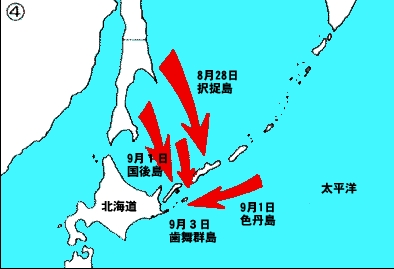 ④
8月28日
択捉島
9月1日
国後島
北海道
9月3日
歯舞群島
9月1日
色丹島
太平洋